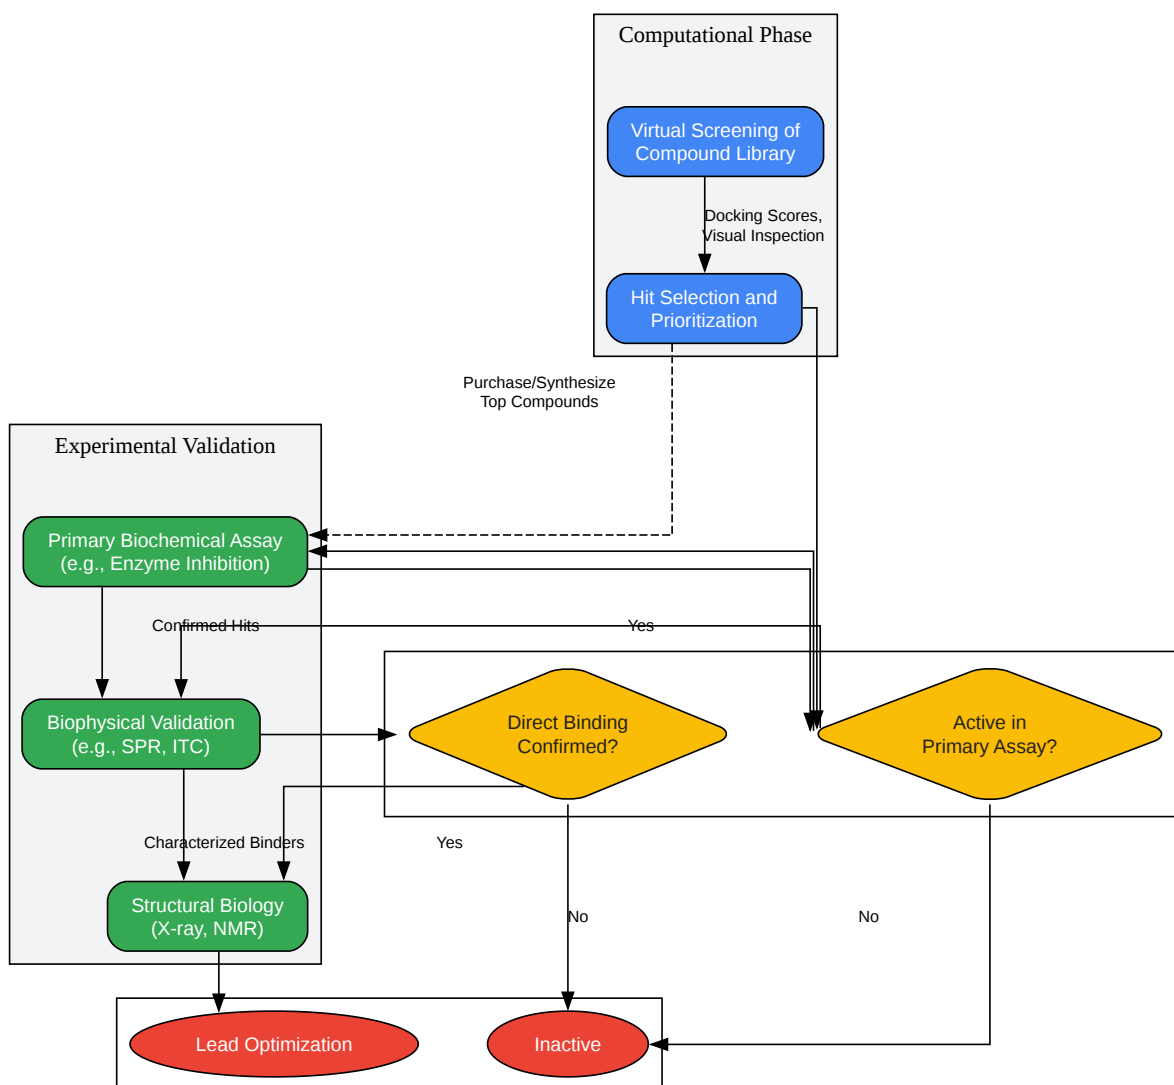 Computational Phase
Virtual Screening of
Compound Library
Docking Scores,
Visual Inspection
Hit Selection and
Prioritization
Purchase/Synthesize
Top Compounds
Experimental Validation
Primary Biochemical Assay
(e.g., Enzyme Inhibition)
Confirmed Hits
Yes
Biophysical Validation
(e.g., SPR, ITC)
Direct Binding
Confirmed?
Active in
Primary Assay?
Characterized Binders
Yes
Structural Biology
(X-ray, NMR)
No
No
Lead Optimization
Inactive